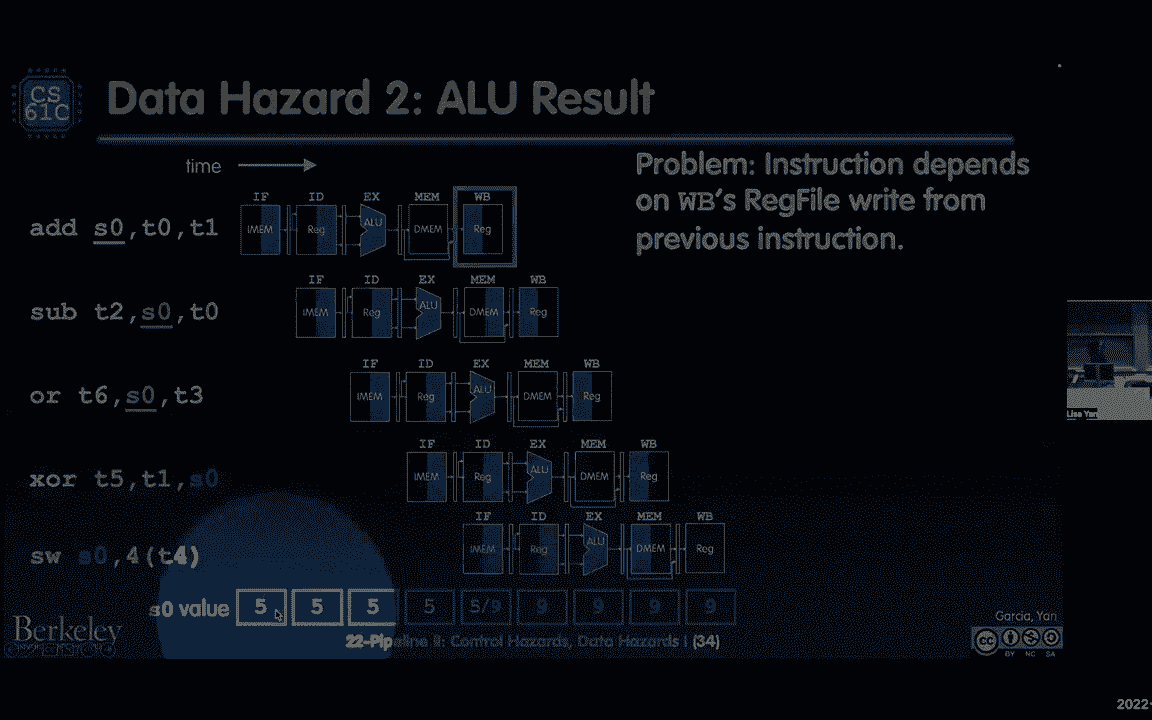 CS
61C
Data Hazard 2: ALU Result
time
Problem: Instruction depends
on WB's RegFile write from
previous instruction.
IF ID EX MEM WB
add s0,t0,t1
IMEM Reg ALU DMEM Reg
IF ID EX MEM WB
sub t2,s0,t0
IMEM Reg ALU DMEM Reg
IF ID EX MEM WB
or t6,s0,t3
IMEM Reg ALU DMEM Reg
IF ID EX MEM WB
xor t5,t1,s0
IMEM Reg ALU DMEM Reg
IF ID EX MEM WB
sw s0,4(t4)
IMEM Reg ALU DMEM Reg
Lisa Yan
s0 value 5 5 5 5 5/9 9 9 9 9
Berkeley
22-Pipeline II: Control Hazards, Data Hazards I (34)
Garcia, Yan
cc
BY NC SA
2022-